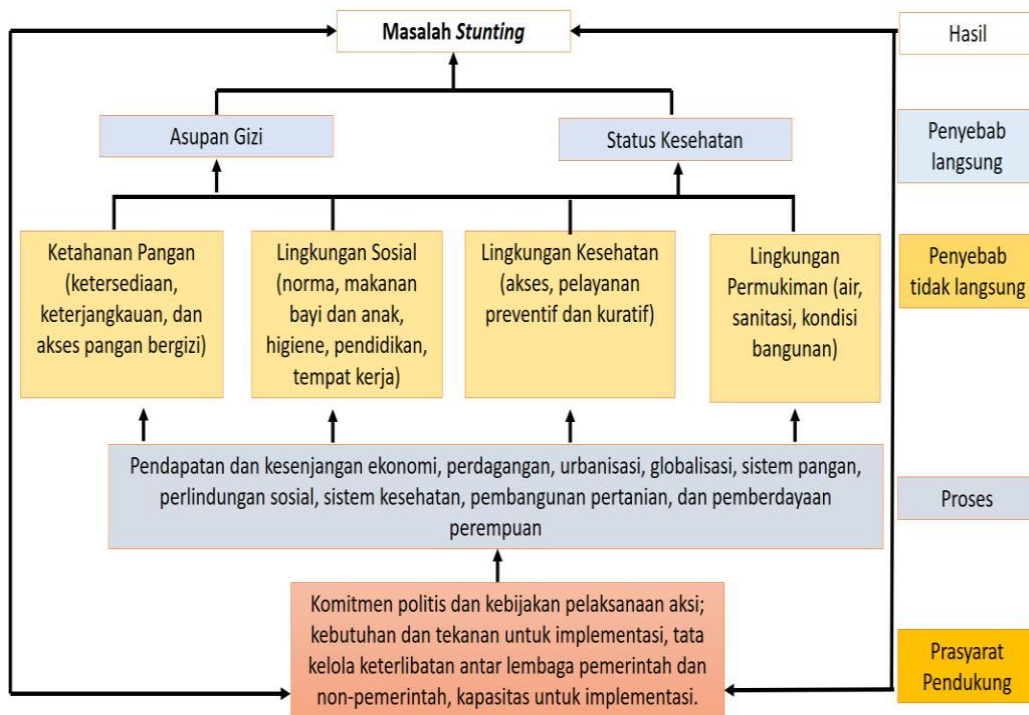 Masalah Stunting
Hasil
Asupan Gizi
Status Kesehatan
Penyebab
langsung
Ketahanan Pangan
(ketersediaan,
keterjangkauan, dan
akses pangan bergizi)
Lingkungan Sosial
(norma, makanan
bayi dan anak,
higiene, pendidikan,
tempat kerja)
Lingkungan Kesehatan
(akses, pelayanan
preventif dan kuratif)
Lingkungan
Permukiman (air,
sanitasi, kondisi
bangunan)
Penyebab
tidak langsung
Pendapatan dan kesenjangan ekonomi, perdagangan, urbanisasi, globalisasi, sistem pangan,
perlindungan sosial, sistem kesehatan, pembangunan pertanian, dan pemberdayaan
perempuan
Proses
Komitmen politis dan kebijakan pelaksanaan aksi;
kebutuhan dan tekanan untuk implementasi, tata
kelola keterlibatan antar lembaga pemerintah dan
non-pemerintah, kapasitas untuk implementasi.
Prasyarat
Pendukung